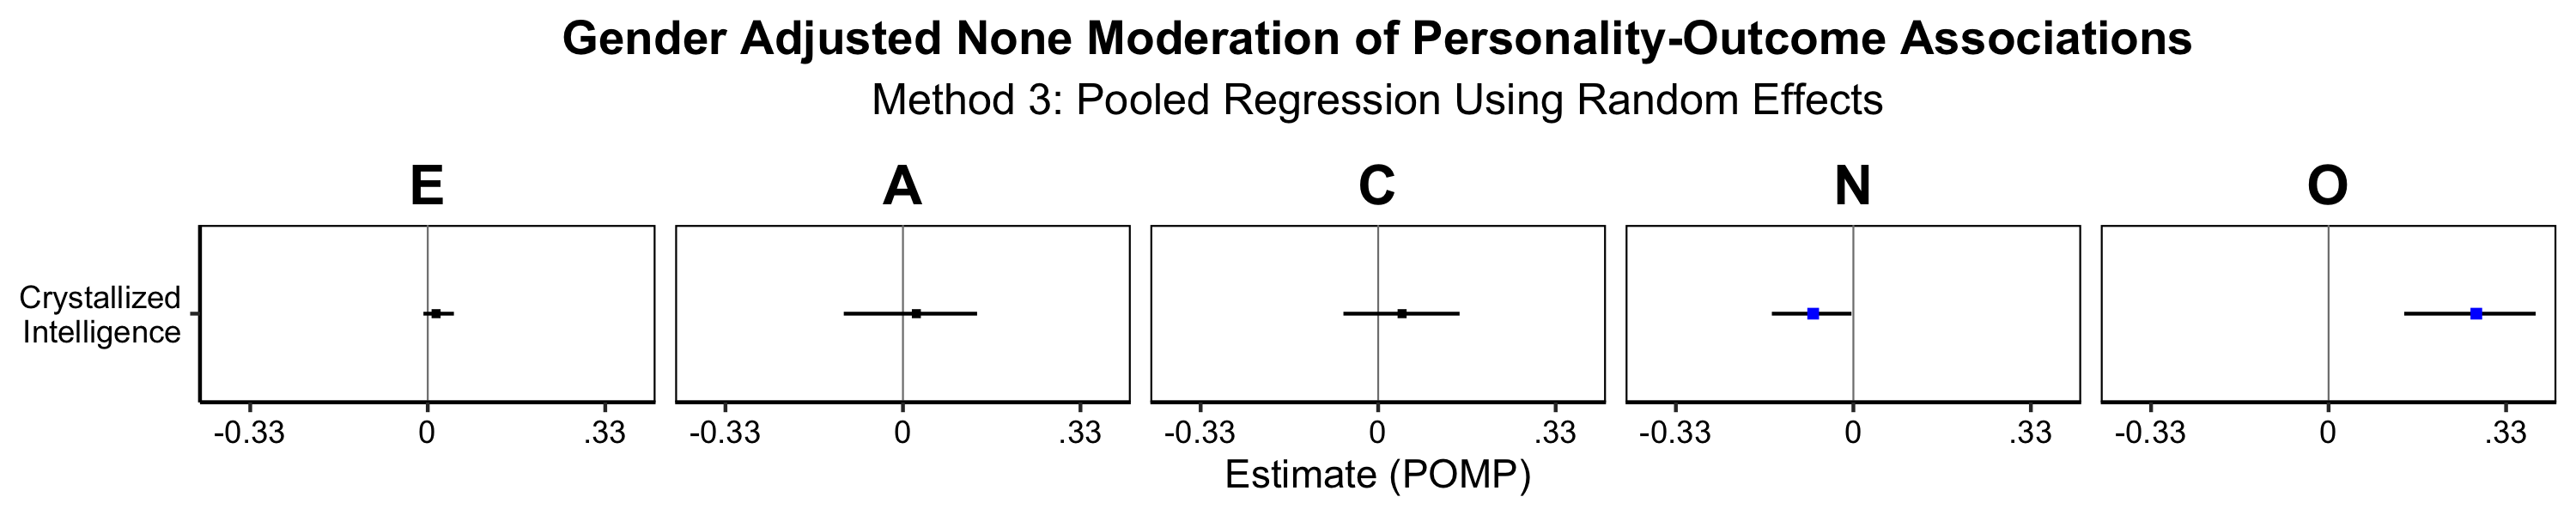 Gender Adjusted None Moderation of Personality-Outcome Associations
Method 3: Pooled Regression Using Random Effects
E A C N O
Crystallized
Intelligence
-0.33 0 .33 -0.33 0 .33 -0.33 0 .33 -0.33 0 .33 -0.33 0 .33
Estimate (POMP)